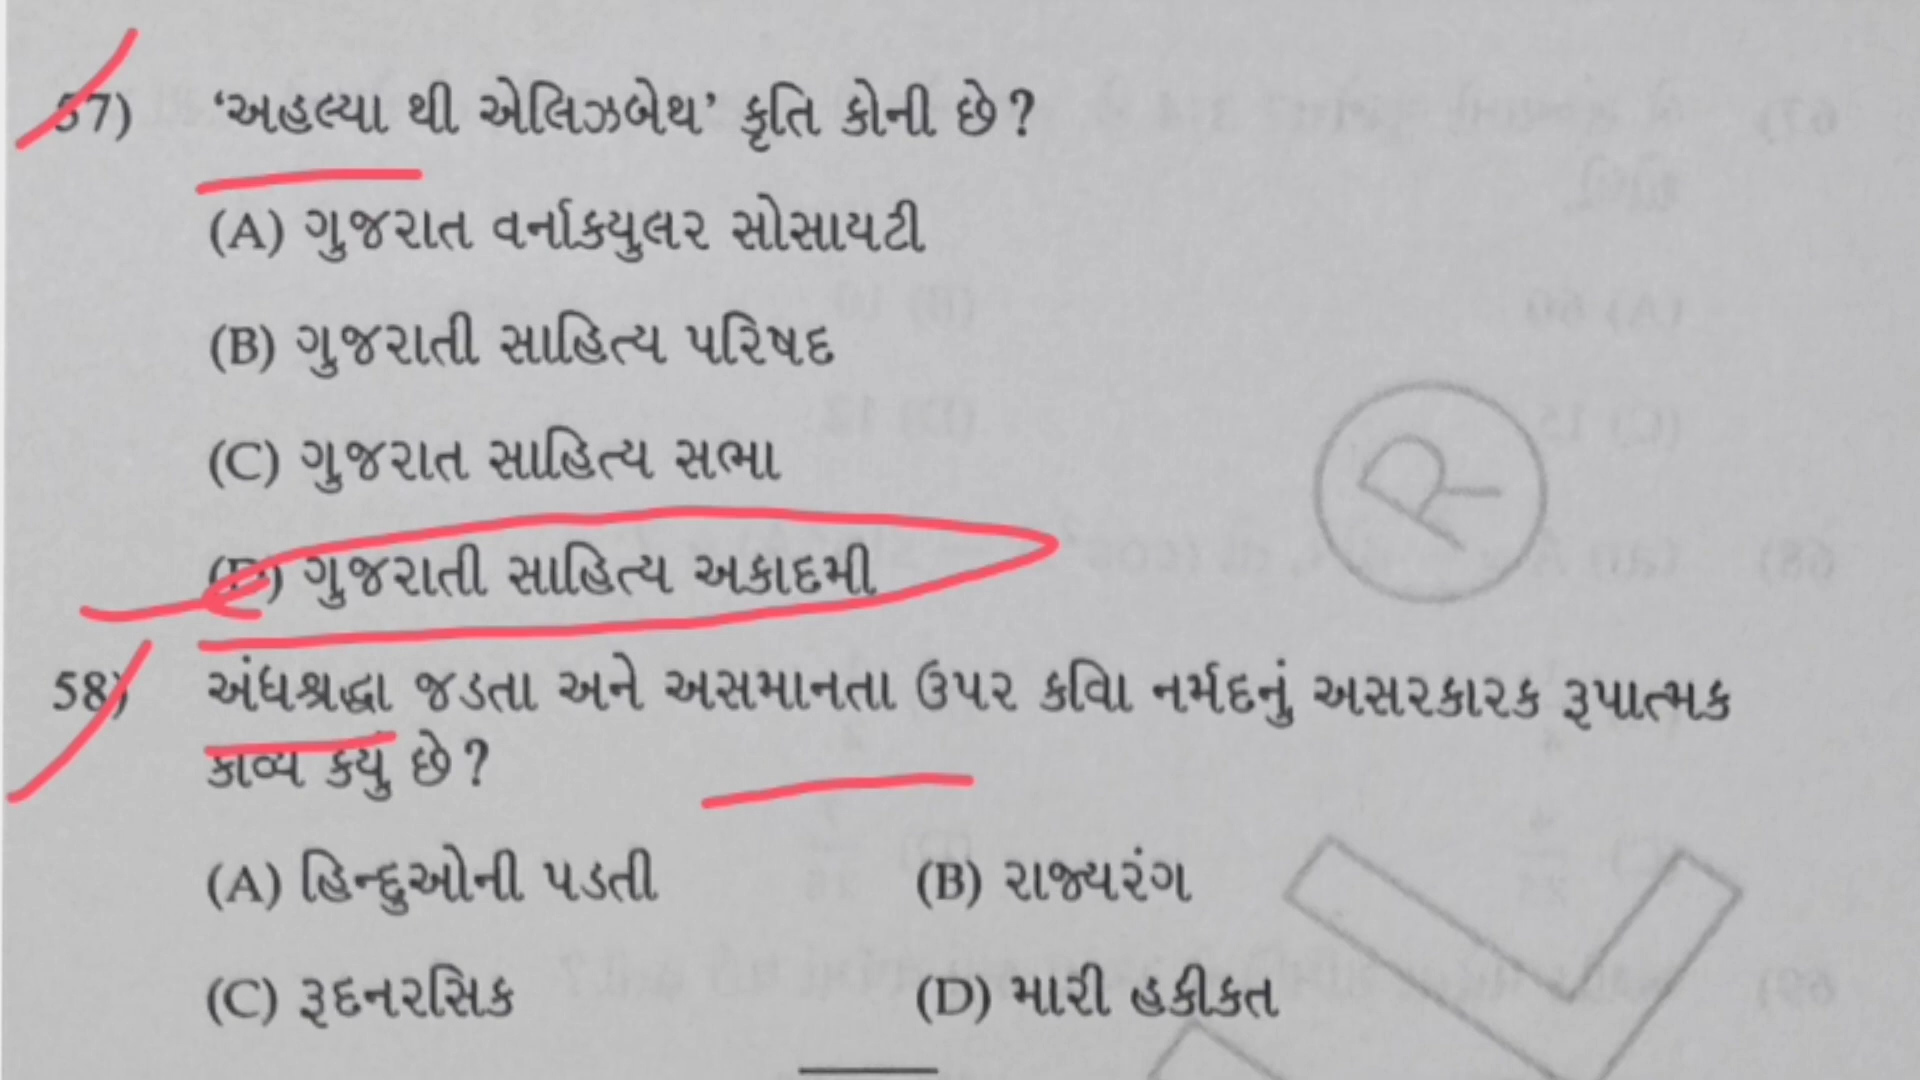 57) ‘અહલ્યા થી એલિઝબેથ’ કૃતિ કોની છે?
(A) ગુજરાત વર્નાકયુલર સોસાયટી
(B) ગુજરાતી સાહિત્ય પરિષદ
(C) ગુજરાત સાહિત્ય સભા
(D) ગુજરાતી સાહિત્ય અકાદમી
58) અંધશ્રદ્ધા જડતા અને અસમાનતા ઉપર કવિા નર્મદનું અસરકારક રૂપાત્મક
કાવ્ય કયું છે?
(A) હિન્દુઓની પડતી (B) રાજ્યરંગ
(C) રૂદનરસિક (D) મારી હકીકત
R